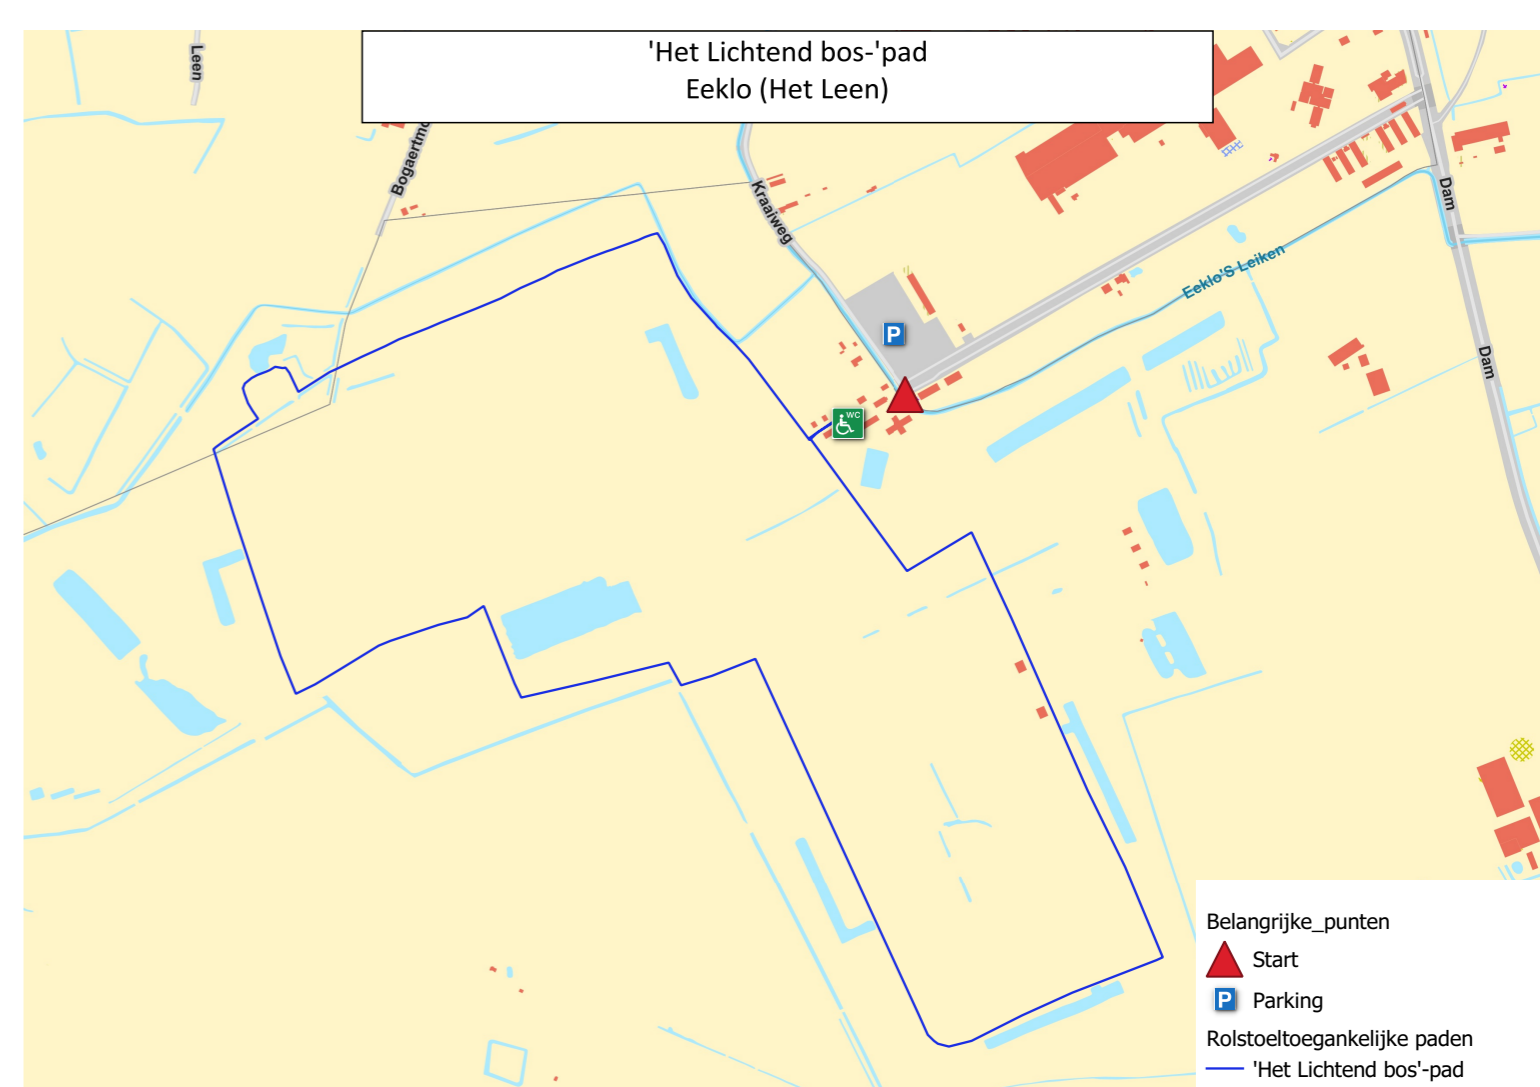 'Het Lichtend bos-'pad
Eeklo (Het Leen)
Leen
Kraaiweg
Dam
Eeklo'S Leiken
P
Dam
WC
Belangrijke_punten
Start
P Parking
Rolstoeltoegankelijke paden
'Het Lichtend bos'-pad